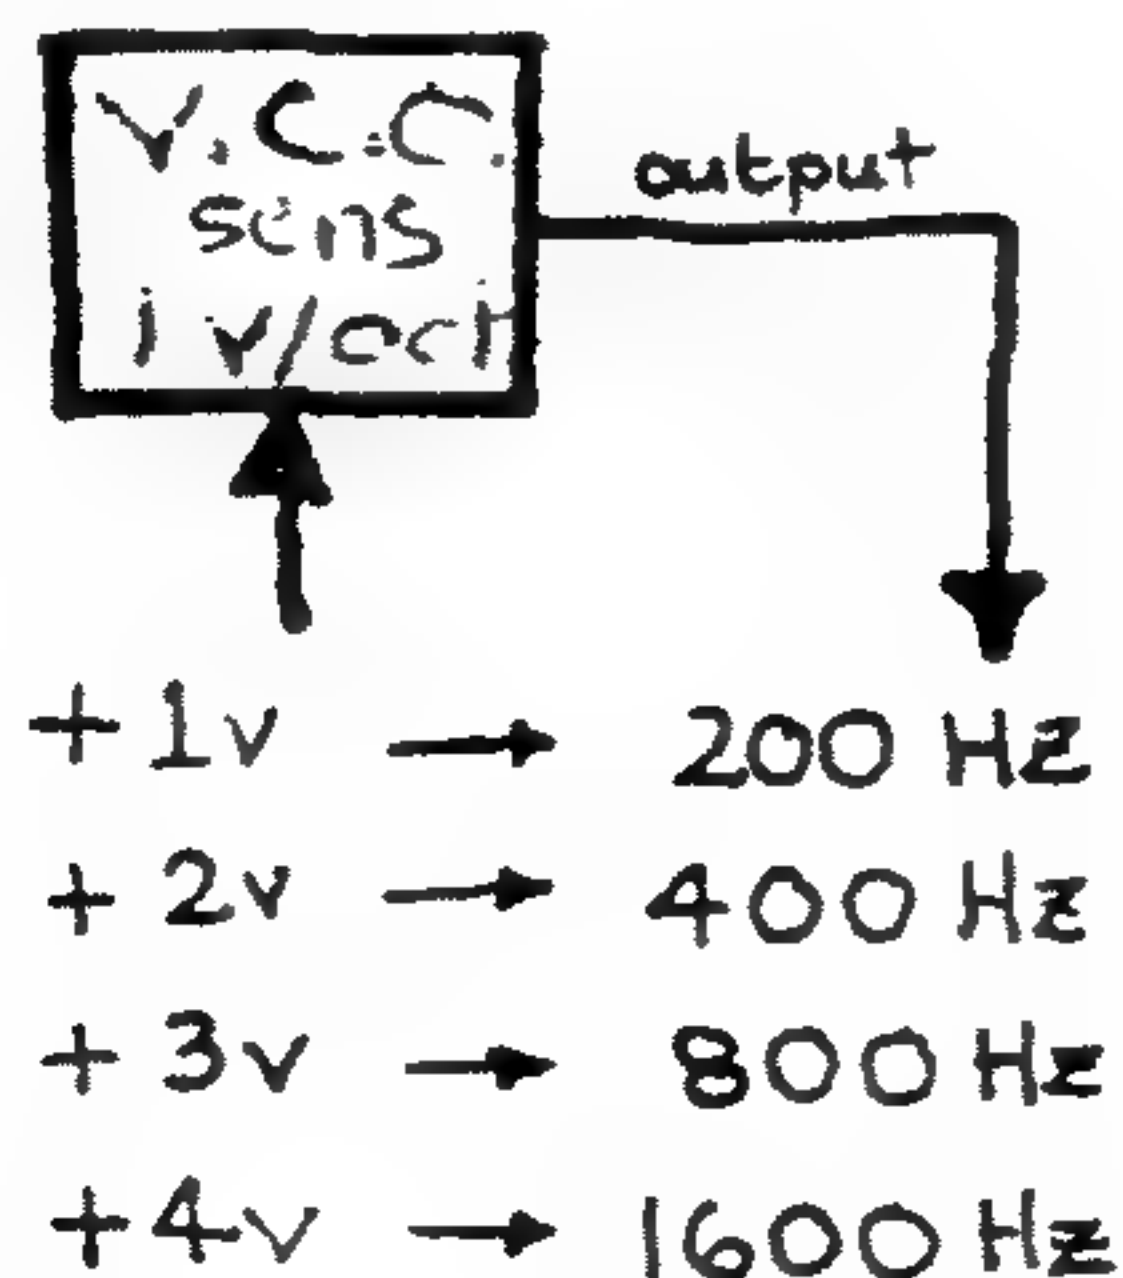 V.C.C.
sens
1 v/oct
output
+ 1v → 200 Hz
+ 2v → 400 Hz
+ 3v → 800 Hz
+ 4v → 1600 Hz